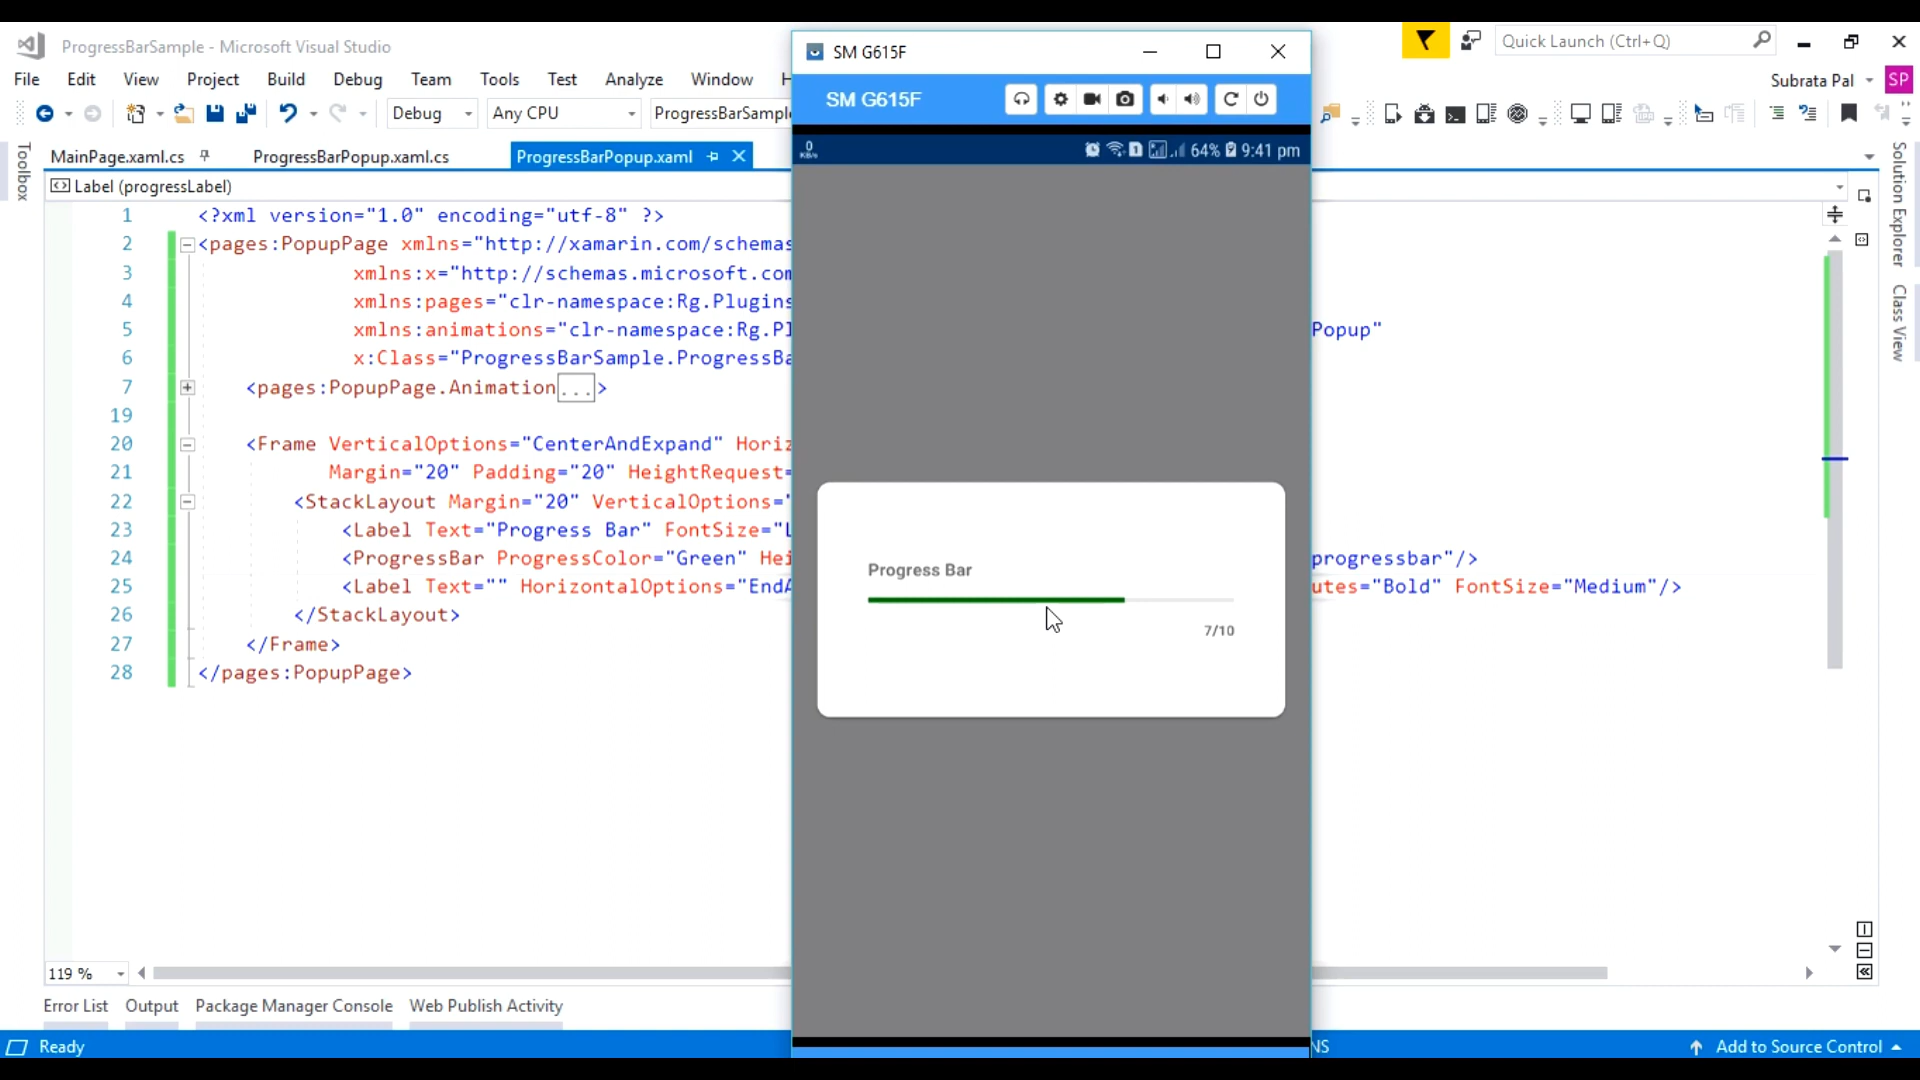 ProgressBarSample - Microsoft Visual Studio
Quick Launch (Ctrl+Q)
File Edit View Project Build Debug Team Tools Test Analyze Window H
Subrata Pal SP
Debug Any CPU ProgressBarSample
MainPage.xaml.cs ProgressBarPopup.xaml.cs ProgressBarPopup.xaml
Label (progressLabel)
Toolbox
Solution Explorer
Class View
1 <?xml version="1.0" encoding="utf-8" ?>
2 <pages:PopupPage xmlns="http://xamarin.com/schemas
3 xmlns:x="http://schemas.microsoft.com
4 xmlns:pages="clr-namespace:Rg.Plugins
5 xmlns:animations="clr-namespace:Rg.Pl Popup"
6 x:Class="ProgressBarSample.ProgressBa
7 <pages:PopupPage.Animation...>
19
20 <Frame VerticalOptions="CenterAndExpand" Horiz
21 Margin="20" Padding="20" HeightRequest=
22 <StackLayout Margin="20" VerticalOptions="
23 <Label Text="Progress Bar" FontSize="L
24 <ProgressBar ProgressColor="Green" Hei progressbar"/>
25 <Label Text="" HorizontalOptions="EndA utes="Bold" FontSize="Medium"/>
26 </StackLayout>
27 </Frame>
28 </pages:PopupPage>
SM G615F
SM G615F
0 KB/s 1 64% 9:41 pm
Progress Bar
7/10
119 %
Error List Output Package Manager Console Web Publish Activity
Ready NS Add to Source Control